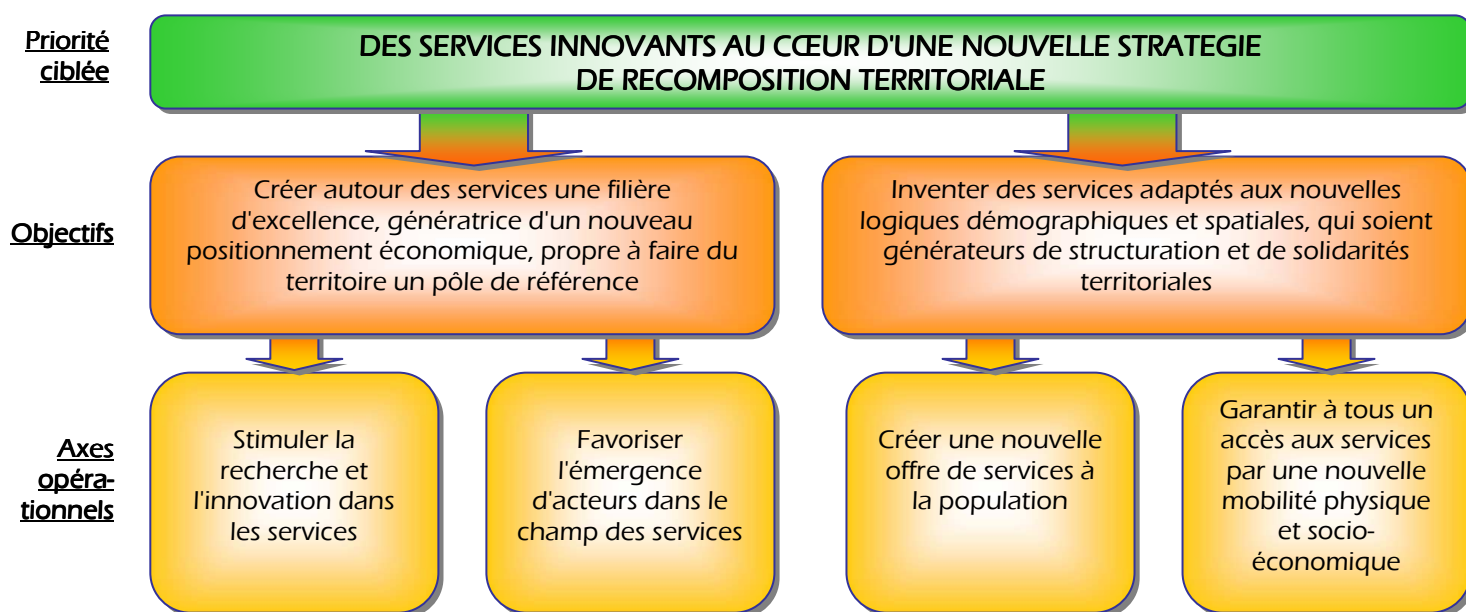 Priorité
ciblée
DES SERVICES INNOVANTS AU CŒUR D'UNE NOUVELLE STRATEGIE
DE RECOMPOSITION TERRITORIALE
Objectifs
Créer autour des services une filière
d'excellence, génératrice d'un nouveau
positionnement économique, propre à faire du
territoire un pôle de référence
Inventer des services adaptés aux nouvelles
logiques démographiques et spatiales, qui soient
générateurs de structuration et de solidarités
territoriales
Axes
opéra-
tionnels
Stimuler la
recherche et
l'innovation dans
les services
Favoriser
l'émergence
d'acteurs dans le
champ des services
Créer une nouvelle
offre de services à
la population
Garantir à tous un
accès aux services
par une nouvelle
mobilité physique
et socio-
économique